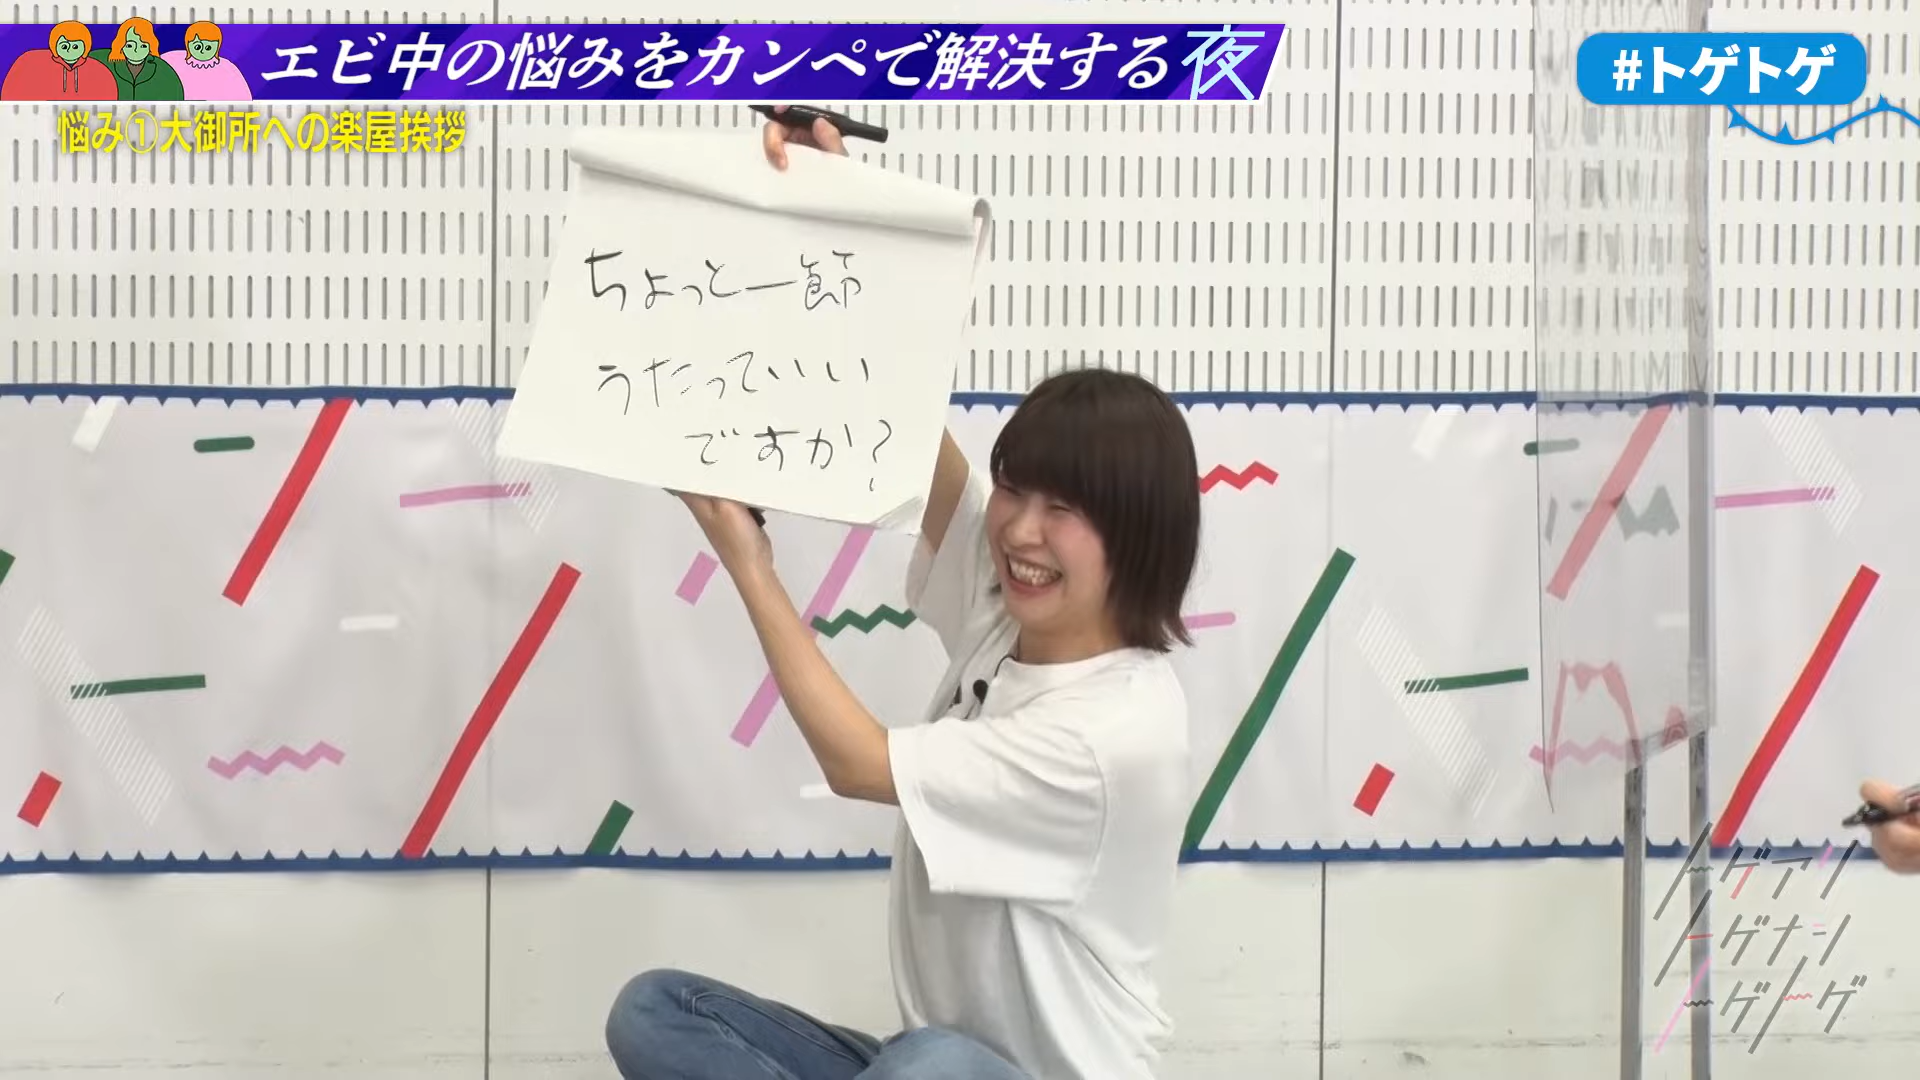 エビ中の悩みをカンペで解決する夜
#トゲトゲ
悩み①大御所への楽屋挨拶
ちょっと一節
うたっていい
ですか?
トゲアリ
トゲナシ
トゲトゲ